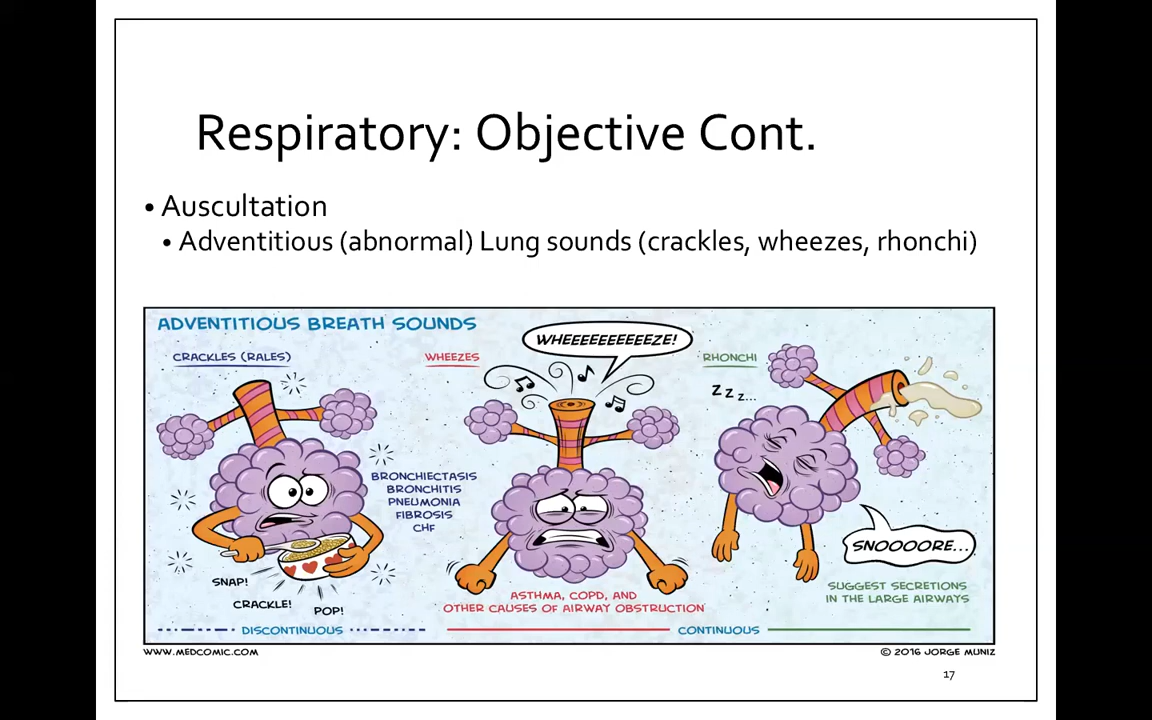 Respiratory: Objective Cont.
• Auscultation
• Adventitious (abnormal) Lung sounds (crackles, wheezes, rhonchi)
ADVENTITIOUS BREATH SOUNDS
CRACKLES (RALES)
BRONCHIECTASIS
BRONCHITIS
PNEUMONIA
FIBROSIS
CHF
SNAP!
CRACKLE!
POP!
DISCONTINUOUS
WHEEZES
WHEEEEEEEEEEZE!
ASTHMA, COPD, AND
OTHER CAUSES OF AIRWAY OBSTRUCTION
RHONCHI
Z Z Z...
SNOOOORE...
SUGGEST SECRETIONS
IN THE LARGE AIRWAYS
CONTINUOUS
WWW.MEDCOMIC.COM
© 2016 JORGE MUNIZ
17